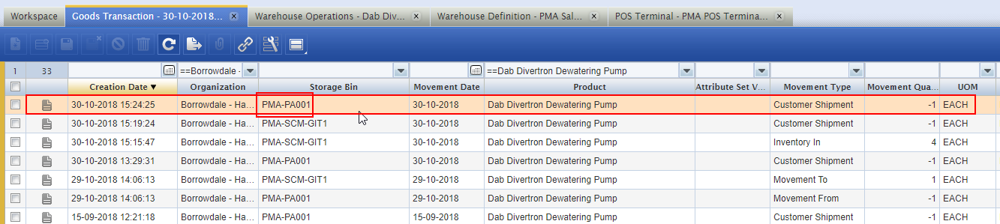 Workspace Goods Transaction - 30-10-2018... Warehouse Operations - Dab Div... Warehouse Definition - PMA Sal... POS Terminal - PMA POS Termina...
1 33 ==Borrowdale - ==Dab Divertron Dewatering Pump
Creation Date ▼ Organization Storage Bin Movement Date Product Attribute Set V... Movement Type Movement Qua... UOM
30-10-2018 15:24:25 Borrowdale - Ha... PMA-PA001 30-10-2018 Dab Divertron Dewatering Pump Customer Shipment -1 EACH
30-10-2018 15:19:24 Borrowdale - Ha... PMA-SCM-GIT1 30-10-2018 Dab Divertron Dewatering Pump Customer Shipment -1 EACH
30-10-2018 15:15:47 Borrowdale - Ha... PMA-SCM-GIT1 30-10-2018 Dab Divertron Dewatering Pump Inventory In 4 EACH
30-10-2018 13:29:31 Borrowdale - Ha... PMA-PA001 30-10-2018 Dab Divertron Dewatering Pump Customer Shipment -1 EACH
29-10-2018 14:06:13 Borrowdale - Ha... PMA-SCM-GIT1 29-10-2018 Dab Divertron Dewatering Pump Movement To 1 EACH
29-10-2018 14:06:13 Borrowdale - Ha... PMA-PA001 29-10-2018 Dab Divertron Dewatering Pump Movement From -1 EACH
15-09-2018 12:21:18 Borrowdale - Ha... PMA-PA001 15-09-2018 Dab Divertron Dewatering Pump Customer Shipment -1 EACH